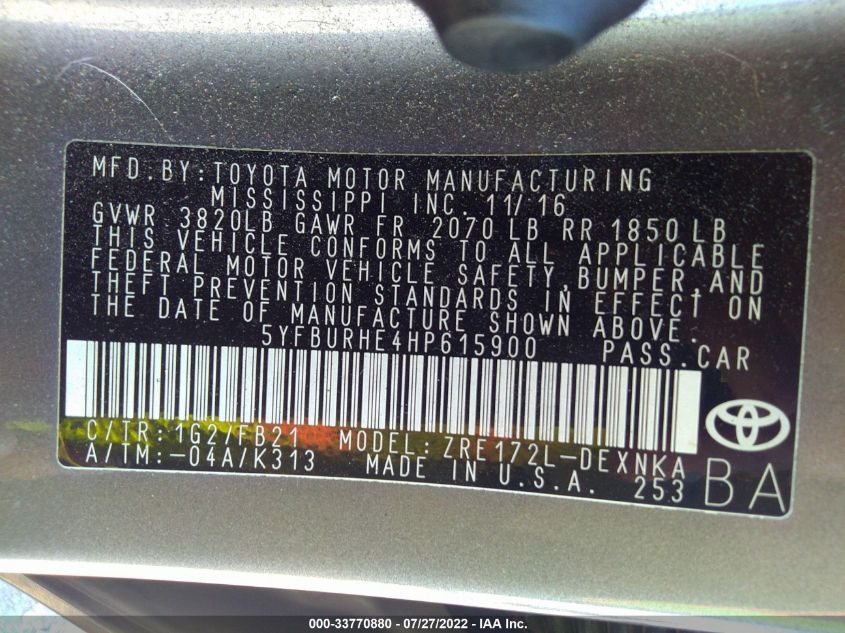 MFD. BY: TOYOTA MOTOR MANUFACTURING
MISSISSIPPI INC. 11/16
GVWR 3820LB GAWR FR 2070 LB RR 1850 LB
THIS VEHICLE CONFORMS TO ALL APPLICABLE
FEDERAL MOTOR VEHICLE SAFETY, BUMPER, AND
THEFT PREVENTION STANDARDS IN EFFECT ON
THE DATE OF MANUFACTURE SHOWN ABOVE.
5YFBURHE4HP615900 PASS. CAR
C/TR: 1G2/FB21 MODEL: ZRE172L-DEXNKA
A/TM: -04A/K313 MADE IN U.S.A. 253 BA
000-33770880 - 07/27/2022 - IAA Inc.